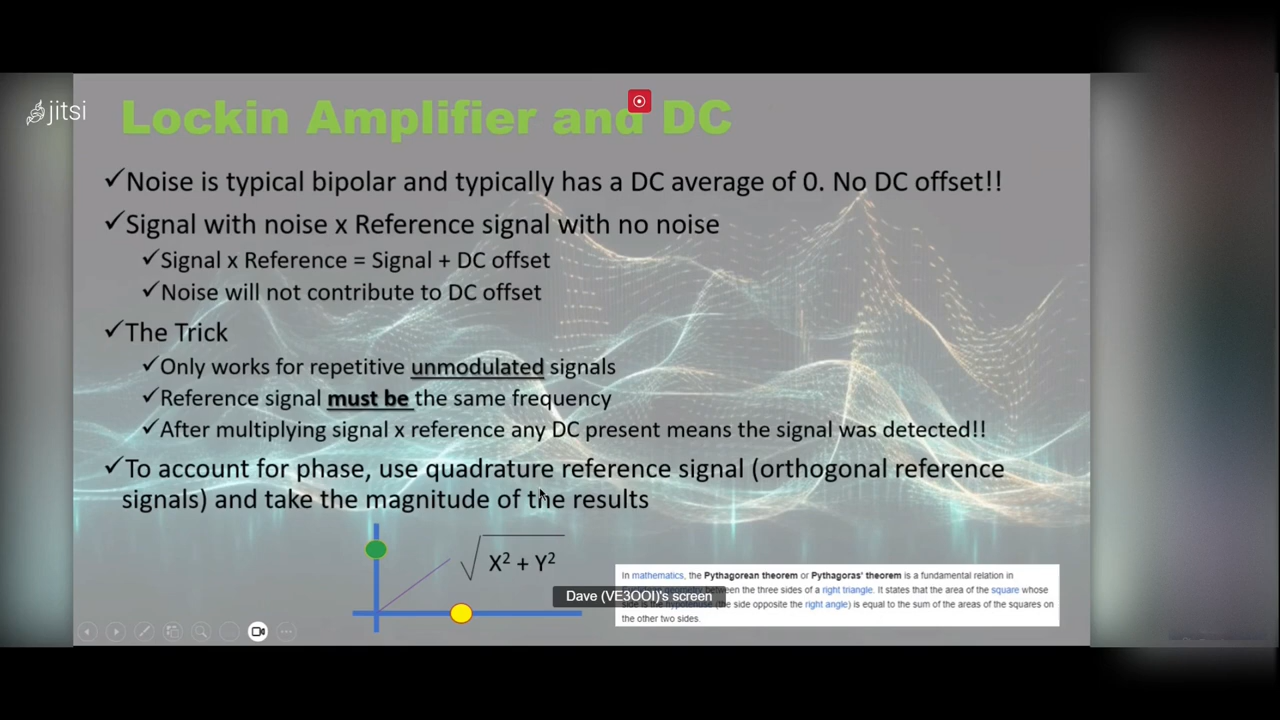 jitsi
Lockin Amplifier and DC
✓Noise is typical bipolar and typically has a DC average of 0. No DC offset!!
✓Signal with noise x Reference signal with no noise
✓Signal x Reference = Signal + DC offset
✓Noise will not contribute to DC offset
✓The Trick
✓Only works for repetitive unmodulated signals
✓Reference signal must be the same frequency
✓After multiplying signal x reference any DC present means the signal was detected!!
✓To account for phase, use quadrature reference signal (orthogonal reference
signals) and take the magnitude of the results
√X² + Y²
In mathematics, the Pythagorean theorem or Pythagoras' theorem is a fundamental relation in
between the three sides of a right triangle. It states that the area of the square whose
Dave (VE3OOI)'s screen
side is the hypotenuse (the side opposite the right angle) is equal to the sum of the areas of the squares on
the other two sides.